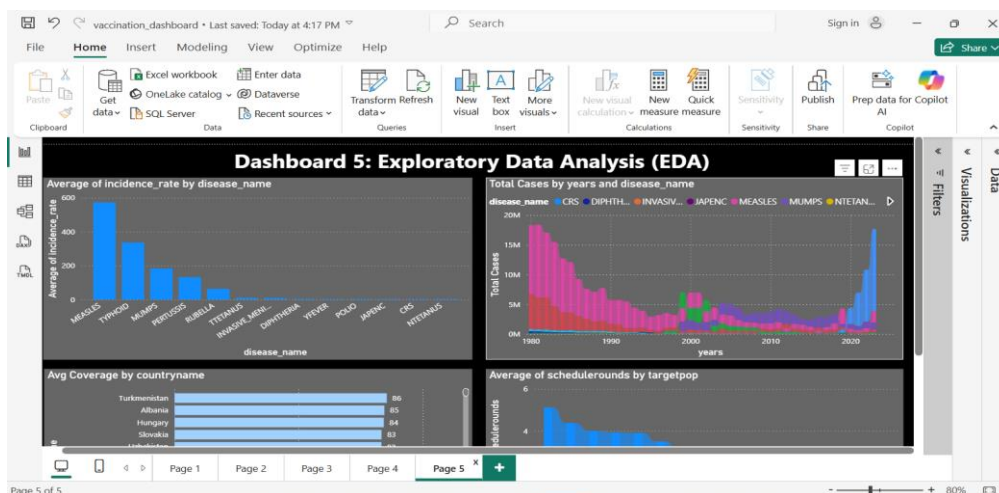 vaccination_dashboard • Last saved: Today at 4:17 PM
Search
Sign in
File Home Insert Modeling View Optimize Help
Share
Paste
Clipboard
Get data
Excel workbook
OneLake catalog
SQL Server
Enter data
Dataverse
Recent sources
Data
Transform data
Refresh
Queries
New visual
Text box
More visuals
Insert
New visual calculation
New measure
Quick measure
Calculations
Sensitivity
Sensitivity
Publish
Share
Prep data for AI
Copilot
Copilot
Dashboard 5: Exploratory Data Analysis (EDA)
Average of incidence_rate by disease_name
Average of incidence_rate
600
400
200
0
MEASLES
TYPHOID
MUMPS
PERTUSSIS
RUBELLA
TTETANUS
INVASIVE_MENI...
DIPHTHERIA
YFEVER
POLIO
JAPENC
CRS
NTETANUS
disease_name
Total Cases by years and disease_name
disease_name CRS DIPHTH... INVASIV... JAPENC MEASLES MUMPS NTETAN...
Total Cases
20M
15M
10M
5M
0M
1980 1990 2000 2010 2020
years
Avg Coverage by countryname
Turkmenistan 86
Albania 85
Hungary 84
Slovakia 83
Average of schedulerounds by targetpop
6
4
Filters
Visualizations
Data
DAX
TMDL
Page 1 Page 2 Page 3 Page 4 Page 5
Page 5 of 5
80%